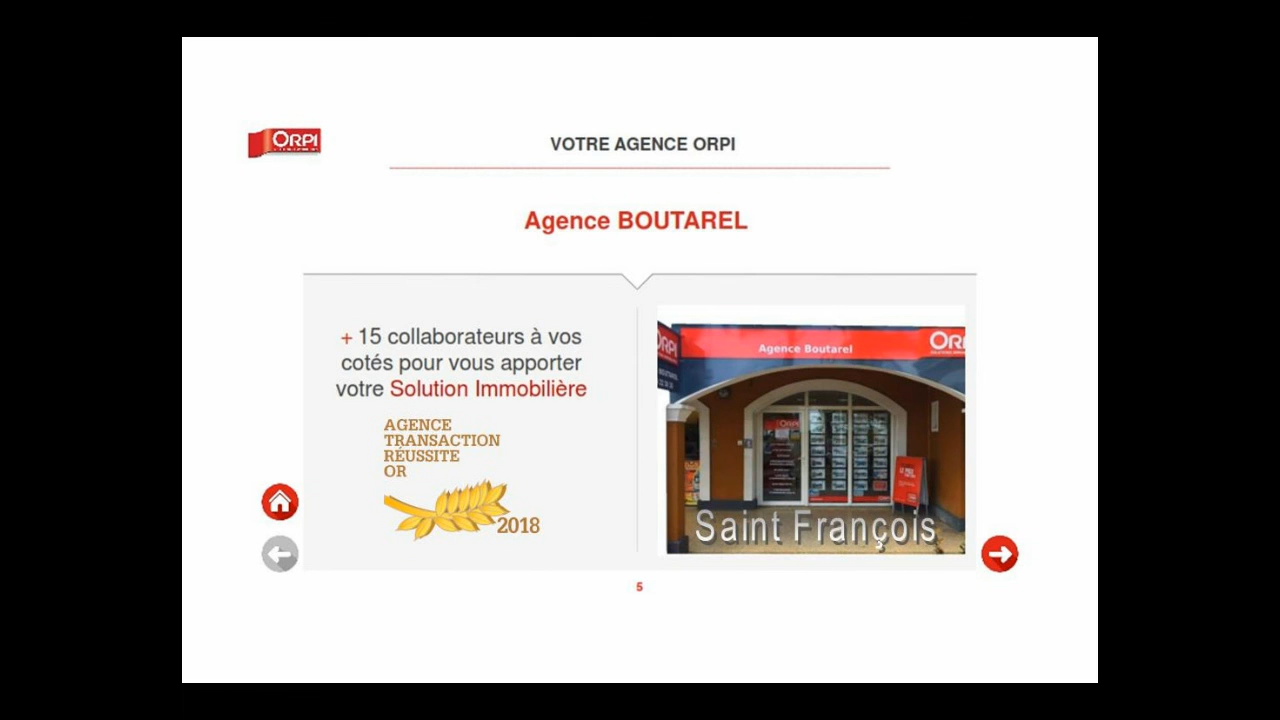 ORPI
VOTRE AGENCE ORPI
Agence BOUTAREL
+ 15 collaborateurs à vos
cotés pour vous apporter
votre Solution Immobilière
AGENCE
TRANSACTION
RÉUSSITE
OR
2018
Agence Boutarel
Saint François
5